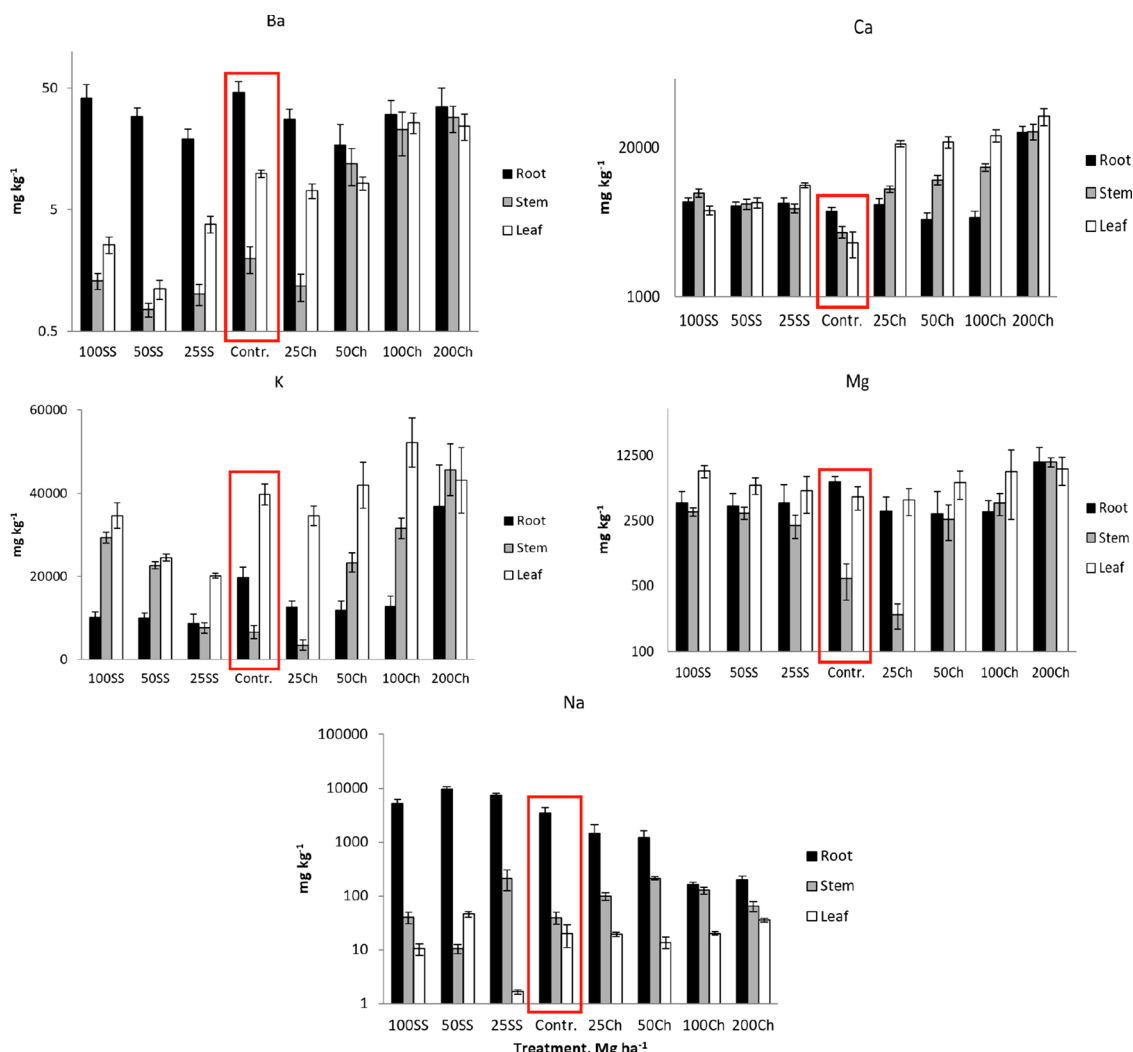 Ba
mg kg-1
50
5
0.5
100SS 50SS 25SS Contr. 25Ch 50Ch 100Ch 200Ch
Root
Stem
Leaf
Ca
mg kg-1
20000
1000
100SS 50SS 25SS Contr. 25Ch 50Ch 100Ch 200Ch
Root
Stem
Leaf
K
mg kg-1
60000
40000
20000
0
100SS 50SS 25SS Contr. 25Ch 50Ch 100Ch 200Ch
Root
Stem
Leaf
Mg
mg kg-1
12500
2500
500
100
100SS 50SS 25SS Contr. 25Ch 50Ch 100Ch 200Ch
Root
Stem
Leaf
Na
mg kg-1
100000
10000
1000
100
10
1
100SS 50SS 25SS Contr. 25Ch 50Ch 100Ch 200Ch
Root
Stem
Leaf
Treatment, Mg ha-1